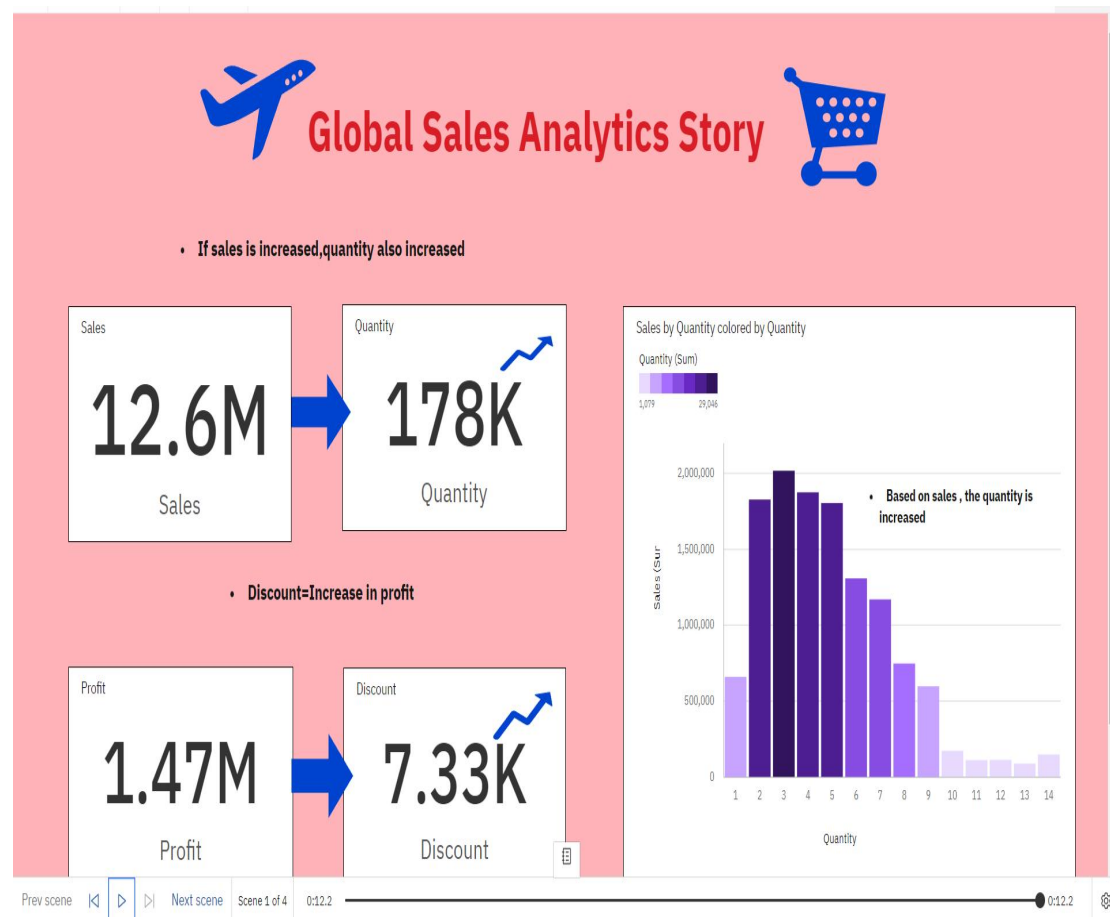 Global Sales Analytics Story
• If sales is increased,quantity also increased
Sales
12.6M
Sales
Quantity
178K
Quantity
• Discount=Increase in profit
Profit
1.47M
Profit
Discount
7.33K
Discount
Sales by Quantity colored by Quantity
Quantity (Sum)
1,079 29,046
• Based on sales , the quantity is
increased
Sales (Sur
2,000,000
1,500,000
1,000,000
500,000
0
1 2 3 4 5 6 7 8 9 10 11 12 13 14
Quantity
Prev scene Next scene Scene 1 of 4 0:12.2 0:12.2